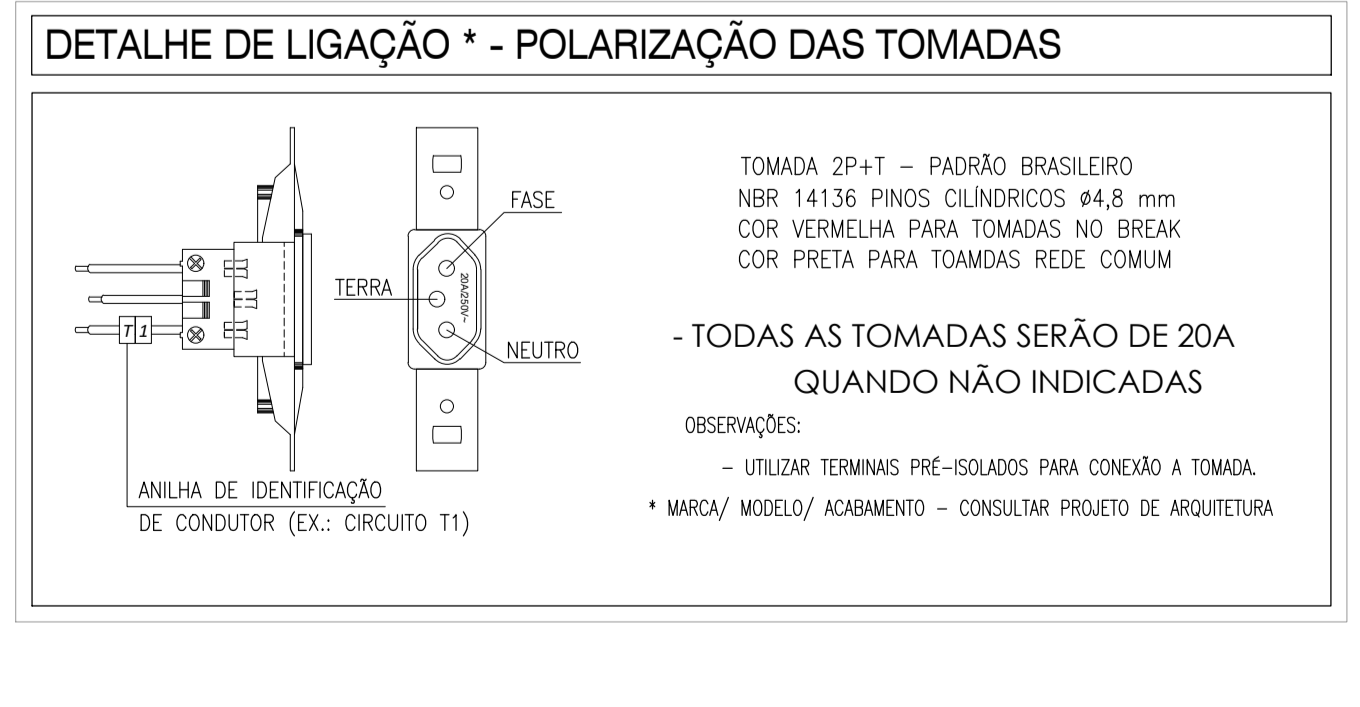 DETALHE DE LIGAÇÃO * - POLARIZAÇÃO DAS TOMADAS
FASE
TERRA
20A/250V~
NEUTRO
T 1
ANILHA DE IDENTIFICAÇÃO
DE CONDUTOR (EX.: CIRCUITO T1)
TOMADA 2P+T – PADRÃO BRASILEIRO
NBR 14136 PINOS CILÍNDRICOS ø4,8 mm
COR VERMELHA PARA TOMADAS NO BREAK
COR PRETA PARA TOAMDAS REDE COMUM
- TODAS AS TOMADAS SERÃO DE 20A
QUANDO NÃO INDICADAS
OBSERVAÇÕES:
– UTILIZAR TERMINAIS PRÉ–ISOLADOS PARA CONEXÃO A TOMADA.
* MARCA/ MODELO/ ACABAMENTO – CONSULTAR PROJETO DE ARQUITETURA